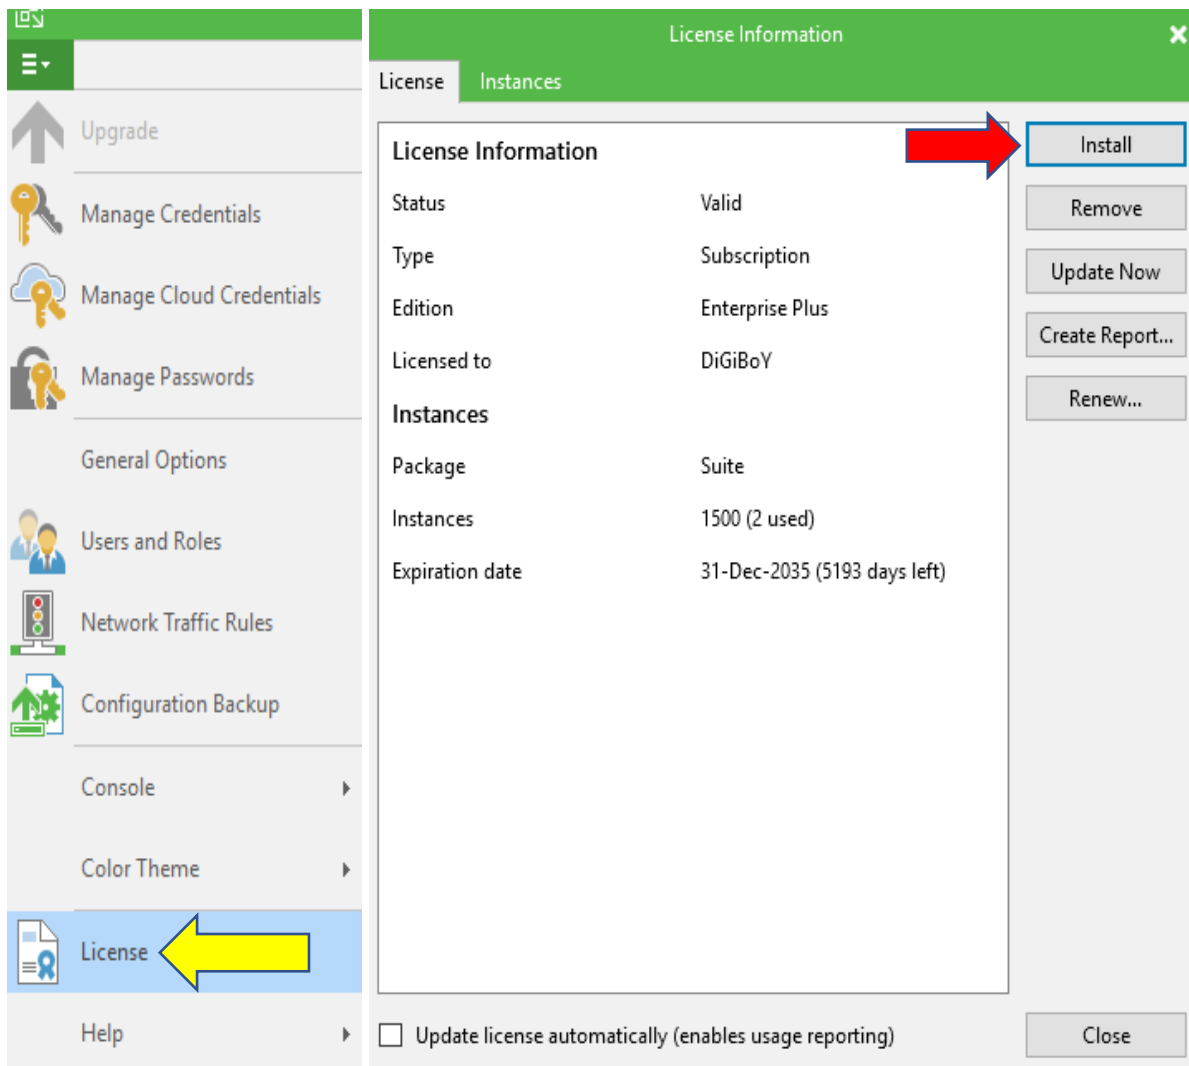 Upgrade
Manage Credentials
Manage Cloud Credentials
Manage Passwords
General Options
Users and Roles
Network Traffic Rules
Configuration Backup
Console
Color Theme
License
Help
License Information
License Instances
License Information
Status Valid
Type Subscription
Edition Enterprise Plus
Licensed to DiGiBoY
Instances
Package Suite
Instances 1500 (2 used)
Expiration date 31-Dec-2035 (5193 days left)
Install
Remove
Update Now
Create Report...
Renew...
Update license automatically (enables usage reporting)
Close